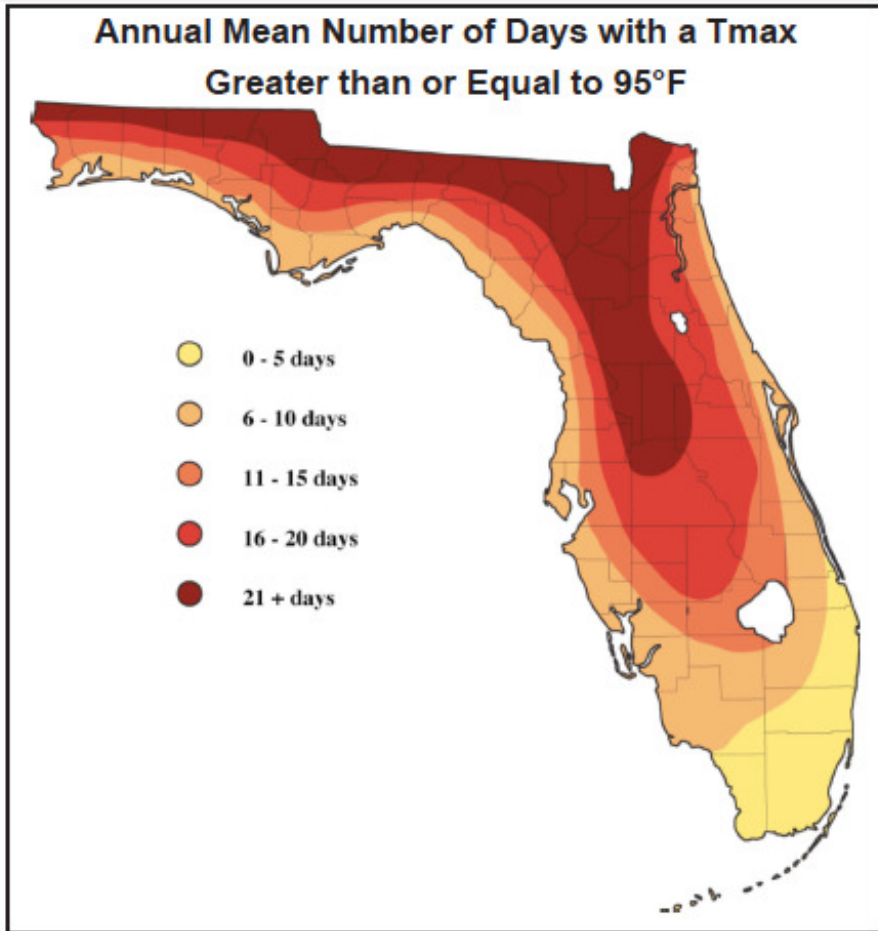 Annual Mean Number of Days with a Tmax
Greater than or Equal to 95°F
0 - 5 days
6 - 10 days
11 - 15 days
16 - 20 days
21 + days